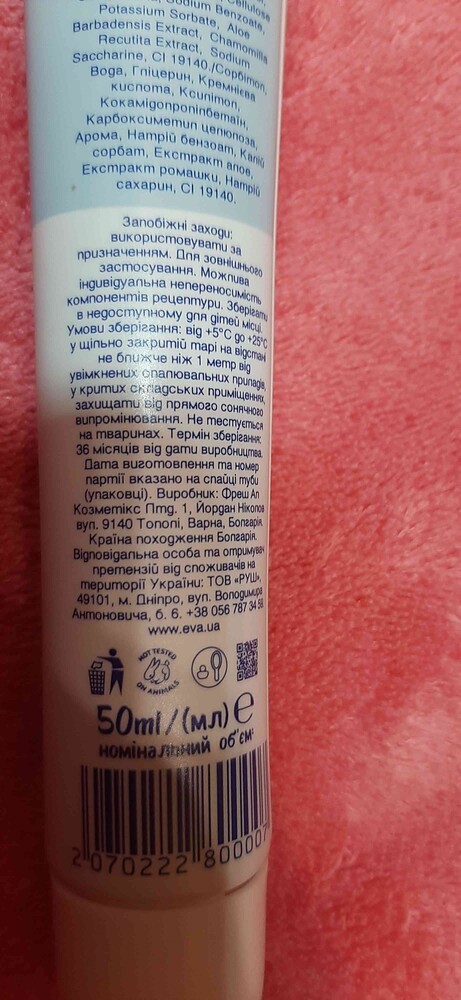 Cellulose
Sodium Benzoate,
Potassium Sorbate, Aloe
Barbadensis Extract, Chamomilla
Recutita Extract, Sodium
Saccharine, CI 19140./Сорбітол,
Вода, Гліцерин, Кремнієва
кислота, Ксилітол,
Кокамідопропілбетаїн,
Карбоксиметил целюлоза,
Арома, Натрій бензоат, Калій
сорбат, Екстракт алое,
Екстракт ромашки, Натрій
сахарин, CI 19140.
Запобіжні заходи:
використовувати за
призначенням. Для зовнішнього
застосування. Можлива
індивідуальна непереносимість
компонентів рецептури. Зберігати
в недоступному для дітей місці.
Умови зберігання: від +5°C до +25°C
у щільно закритій тарі на відстані
не ближче ніж 1 метр від
увімкнених опалювальних приладів,
у критих складських приміщеннях,
захищати від прямого сонячного
випромінювання. Не тестується
на тваринах. Термін зберігання:
36 місяців від дати виробництва.
Дата виготовлення та номер
партії вказано на спайці туби
(упаковці). Виробник: Фреш Ап
Козметікс Лтд. 1, Йордан Ніколов
вул. 9140 Тополі, Варна, Болгарія.
Країна походження Болгарія.
Відповідальна особа та отримувач
претензій від споживачів на
території України: ТОВ «РУШ»,
49101, м. Дніпро, вул. Володимира
Антоновича, б. 6. +38 056 787 34 56
www.eva.ua
NOT TESTED
ON ANIMALS
50ml/(мл) e
номінальний об'єм
2 070222 800007